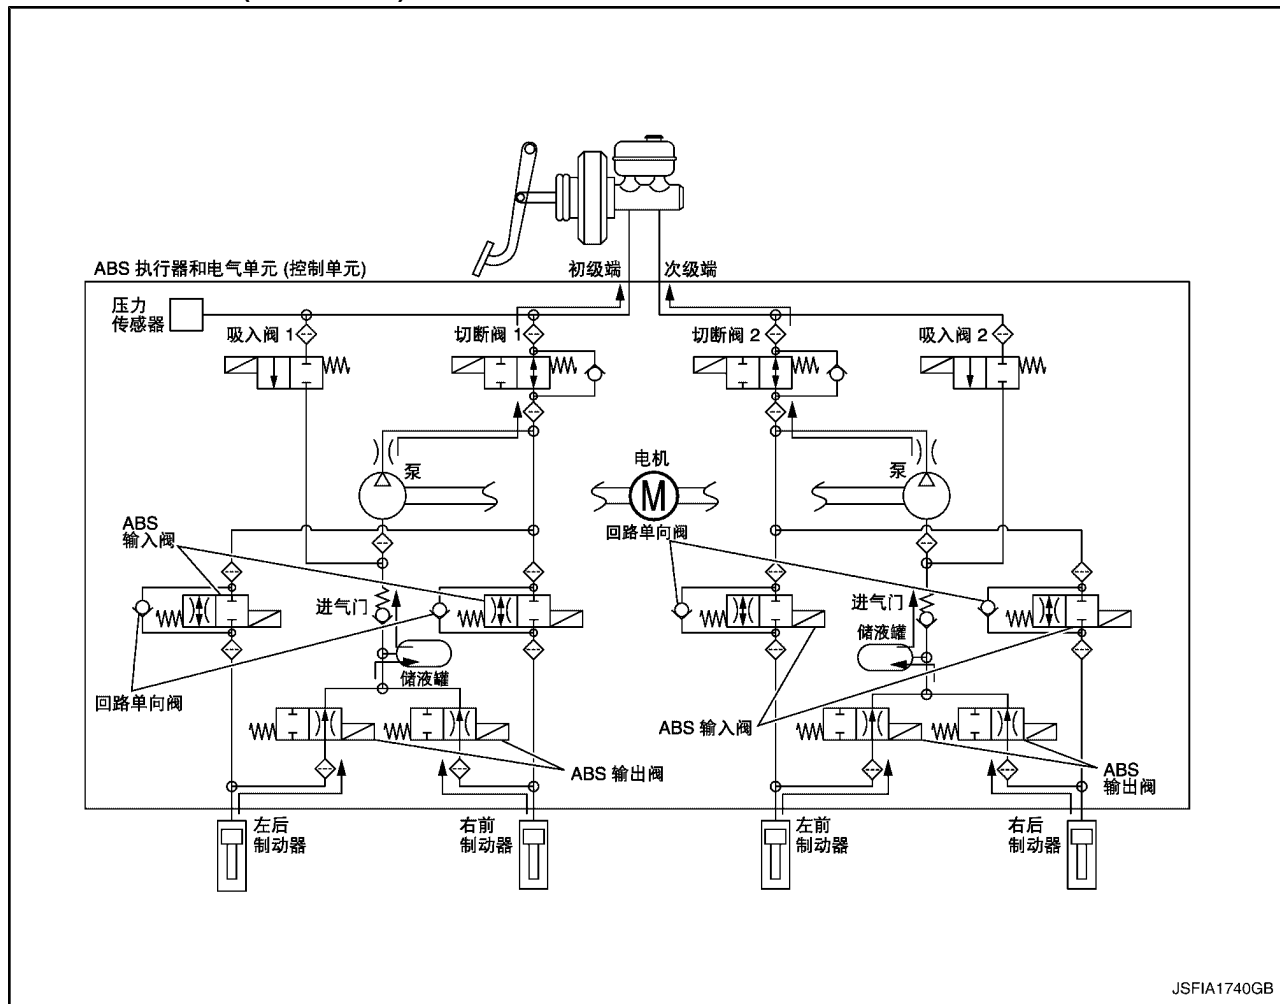 ABS 执行器和电气单元 (控制单元)
初级端
次级端
压力
传感器
吸入阀 1
切断阀 1
切断阀 2
吸入阀 2
泵
电机
M
泵
ABS
输入阀
回路单向阀
进气门
进气门
储液罐
储液罐
回路单向阀
ABS 输入阀
ABS 输出阀
ABS
输出阀
左后
制动器
右前
制动器
左前
制动器
右后
制动器
JSFIA1740GB